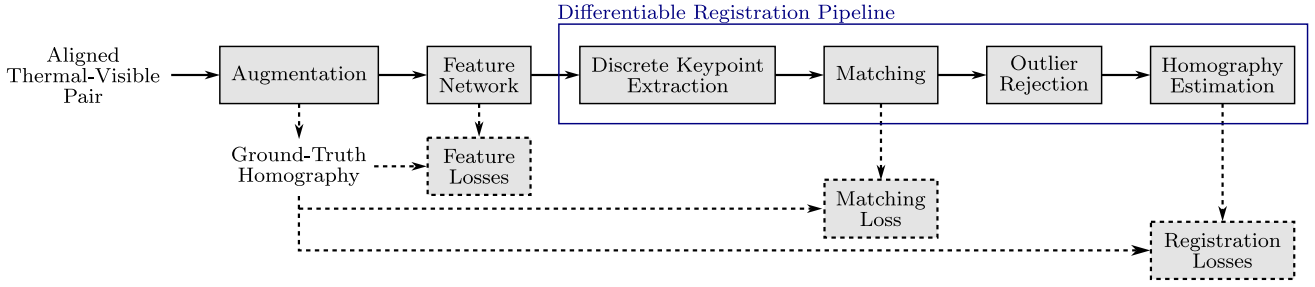 Differentiable Registration Pipeline
Aligned
Thermal-Visible
Pair
Augmentation
Feature
Network
Discrete Keypoint
Extraction
Matching
Outlier
Rejection
Homography
Estimation
Ground-Truth
Homography
Feature
Losses
Matching
Loss
Registration
Losses